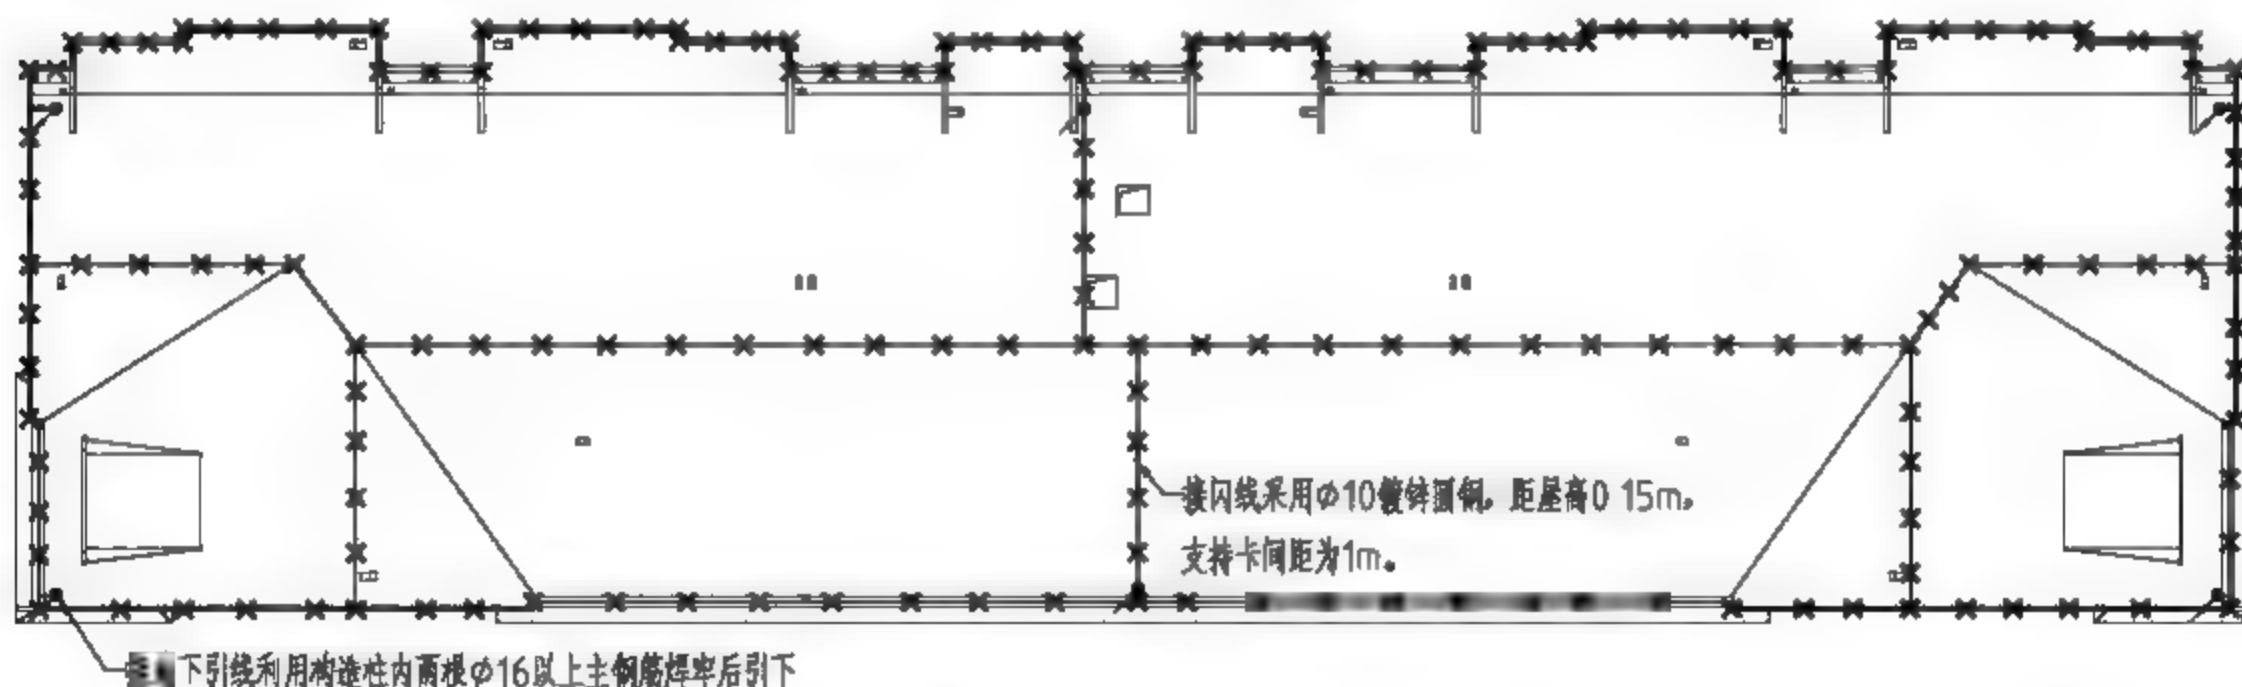 接闪线采用φ10镀锌圆钢,距屋高0.15m,
支持卡间距为1m。
下引线利用构造柱内两根φ16以上主钢筋焊牢后引下